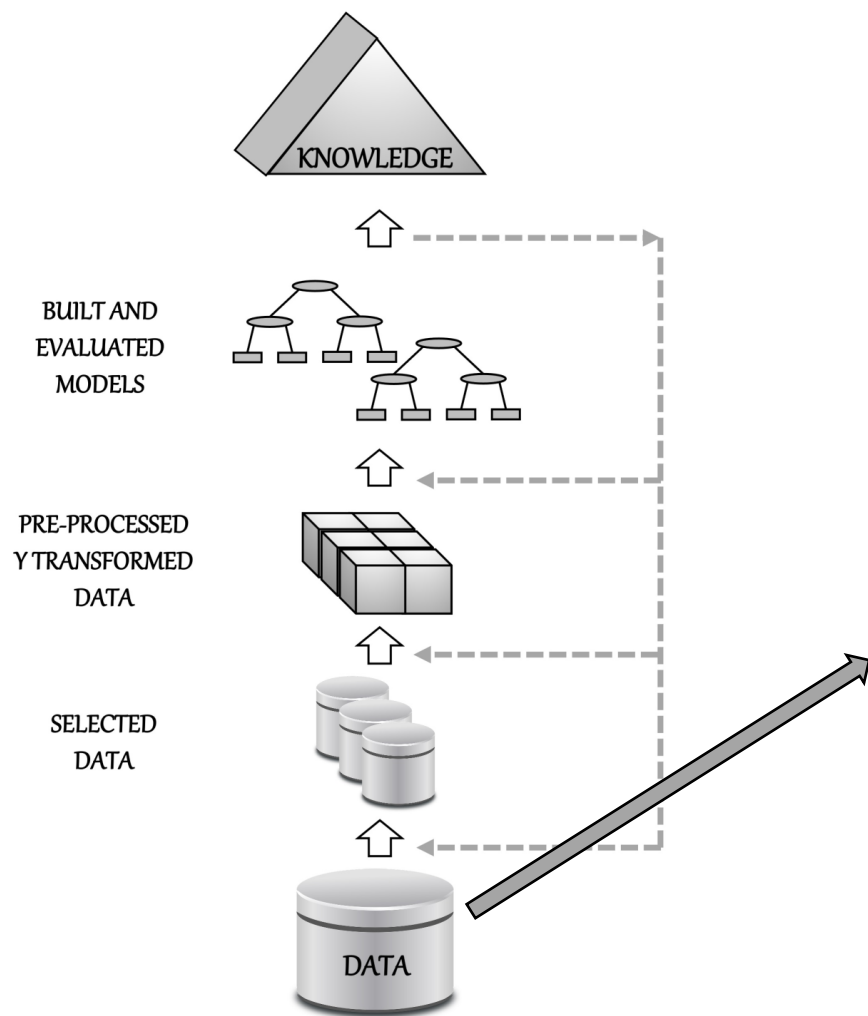 KNOWLEDGE
BUILT AND
EVALUATED
MODELS
PRE-PROCESSED
Y TRANSFORMED
DATA
SELECTED
DATA
DATA